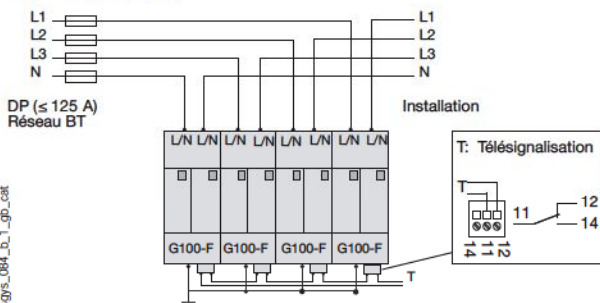 L1 L1
L2 L2
L3 L3
N N
DP (≤ 125 A)
Réseau BT
Installation
L/N L/N L/N L/N L/N L/N L/N L/N
G100-F G100-F G100-F G100-F
T
T: Télésignalisation
T
11 12
14
14 11 12
gys_084_b_1_gb_cat